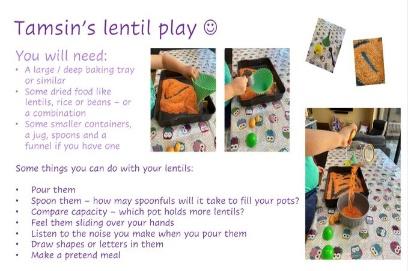 Tamsin's lentil play ☺
You will need:
• A large / deep baking tray
or similar
• Some dried food like
lentils, rice or beans – or
a combination
• Some smaller containers,
a jug, spoons and a
funnel if you have one
Some things you can do with your lentils:
• Pour them
• Spoon them – how may spoonfuls will it take to fill your pots?
• Compare capacity – which pot holds more lentils?
• Feel them sliding over your hands
• Listen to the noise you make when you pour them
• Draw shapes or letters in them
• Make a pretend meal